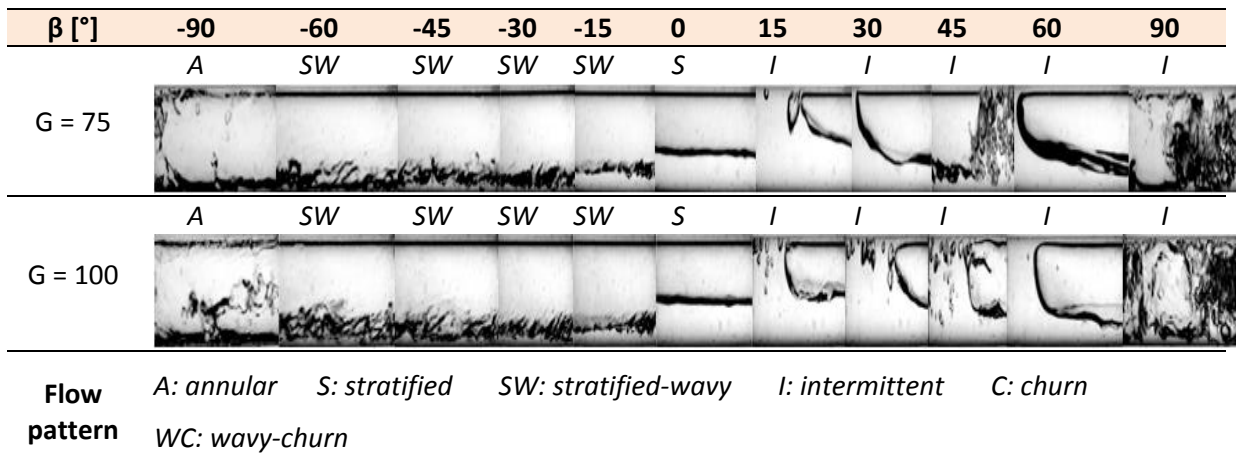 β [°] -90 -60 -45 -30 -15 0 15 30 45 60 90
A SW SW SW SW S I I I I I
G = 75
A SW SW SW SW S I I I I I
G = 100
Flow pattern
A: annular S: stratified SW: stratified-wavy I: intermittent C: churn
WC: wavy-churn